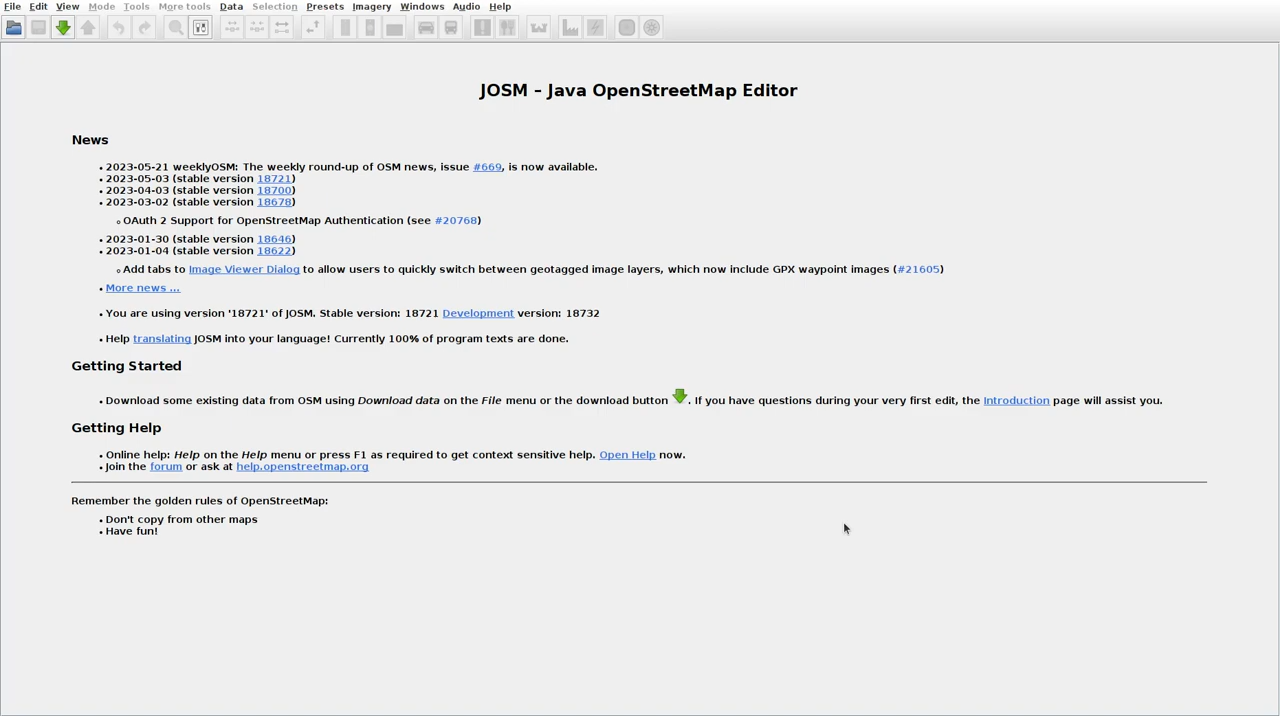 File Edit View Mode Tools More tools Data Selection Presets Imagery Windows Audio Help
JOSM – Java OpenStreetMap Editor
News
2023-05-21 weeklyOSM: The weekly round-up of OSM news, issue #669, is now available.
2023-05-03 (stable version 18721)
2023-04-03 (stable version 18700)
2023-03-02 (stable version 18678)
OAuth 2 Support for OpenStreetMap Authentication (see #20768)
2023-01-30 (stable version 18646)
2023-01-04 (stable version 18622)
Add tabs to Image Viewer Dialog to allow users to quickly switch between geotagged image layers, which now include GPX waypoint images (#21605)
More news ...
You are using version '18721' of JOSM. Stable version: 18721 Development version: 18732
Help translating JOSM into your language! Currently 100% of program texts are done.
Getting Started
Download some existing data from OSM using Download data on the File menu or the download button . If you have questions during your very first edit, the Introduction page will assist you.
Getting Help
Online help: Help on the Help menu or press F1 as required to get context sensitive help. Open Help now.
Join the forum or ask at help.openstreetmap.org
Remember the golden rules of OpenStreetMap:
Don't copy from other maps
Have fun!